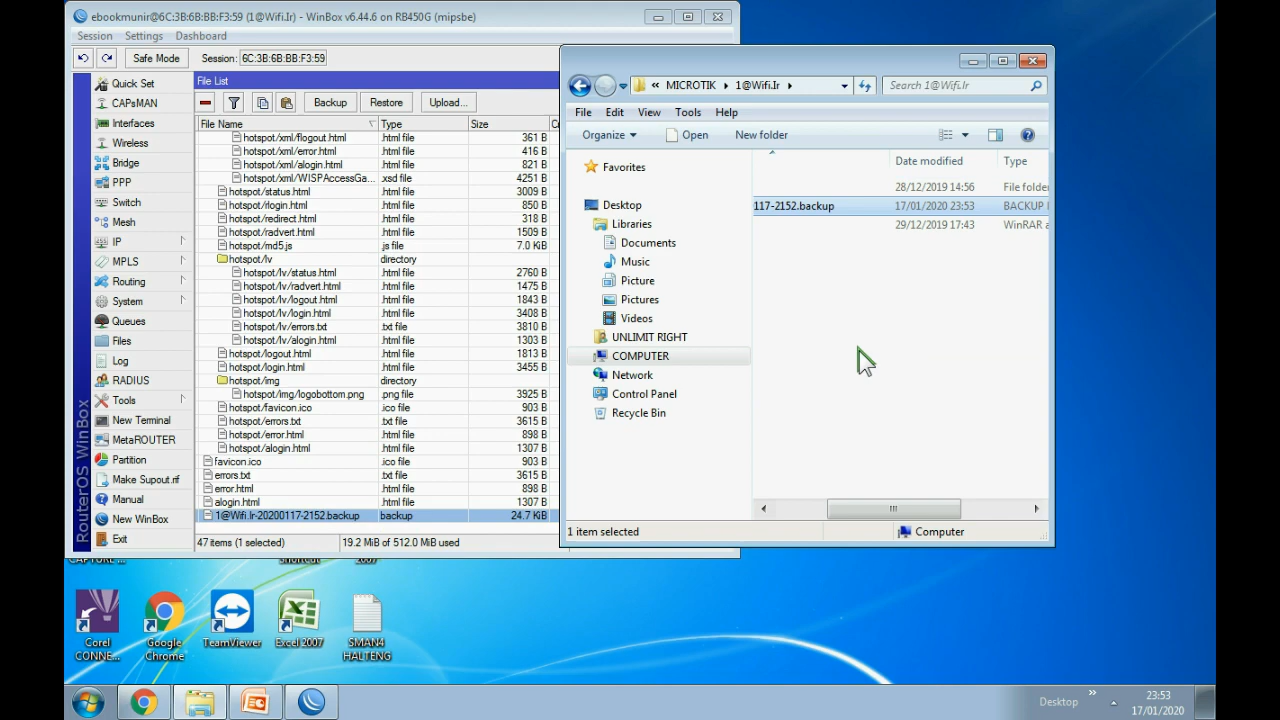 ebookmunir@6C:3B:6B:BB:F3:59 (1@Wifi.Ir) - WinBox v6.44.6 on RB450G (mipsbe)
Session Settings Dashboard
Safe Mode Session: 6C:3B:6B:BB:F3:59
RouterOS WinBox
Quick Set
CAPsMAN
Interfaces
Wireless
Bridge
PPP
Switch
Mesh
IP
MPLS
Routing
System
Queues
Files
Log
RADIUS
Tools
New Terminal
MetaROUTER
Partition
Make Supout.rif
Manual
New WinBox
Exit
File List
Backup Restore Upload...
File Name Type Size
hotspot/xml/flogout.html .html file 361 B
hotspot/xml/error.html .html file 416 B
hotspot/xml/alogin.html .html file 821 B
hotspot/xml/WISPAccessGa... .xsd file 4251 B
hotspot/status.html .html file 3009 B
hotspot/rlogin.html .html file 850 B
hotspot/redirect.html .html file 318 B
hotspot/radvert.html .html file 1509 B
hotspot/md5.js .js file 7.0 KiB
hotspot/lv directory
hotspot/lv/status.html .html file 2760 B
hotspot/lv/radvert.html .html file 1475 B
hotspot/lv/logout.html .html file 1843 B
hotspot/lv/login.html .html file 3408 B
hotspot/lv/errors.txt .txt file 3810 B
hotspot/lv/alogin.html .html file 1303 B
hotspot/logout.html .html file 1813 B
hotspot/login.html .html file 3455 B
hotspot/img directory
hotspot/img/logobottom.png .png file 3925 B
hotspot/favicon.ico .ico file 903 B
hotspot/errors.txt .txt file 3615 B
hotspot/error.html .html file 898 B
hotspot/alogin.html .html file 1307 B
favicon.ico .ico file 903 B
errors.txt .txt file 3615 B
error.html .html file 898 B
alogin.html .html file 1307 B
1@Wifi.Ir-20200117-2152.backup backup 24.7 KiB
47 items (1 selected) 19.2 MiB of 512.0 MiB used
« MICROTIK 1@Wifi.Ir Search 1@Wifi.Ir
File Edit View Tools Help
Organize Open New folder
Favorites
Desktop
Libraries
Documents
Music
Picture
Pictures
Videos
UNLIMIT RIGHT
COMPUTER
Network
Control Panel
Recycle Bin
Date modified Type
28/12/2019 14:56 File folder
117-2152.backup 17/01/2020 23:53 BACKUP
29/12/2019 17:43 WinRAR a
1 item selected Computer
2007
Corel CONNE...
Google Chrome
TeamViewer
Excel 2007
SMAN4 HALTENG
Desktop » 23:53
17/01/2020